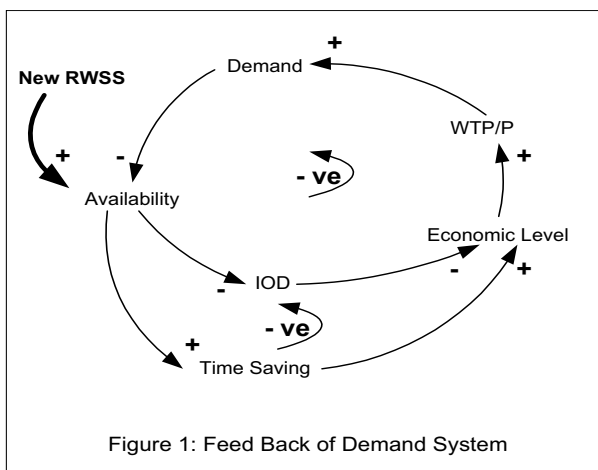 +
Demand
New RWSS
WTP/P
+
-
- ve
+
Availability
Economic Level
-
IOD
-
+
- ve
+
Time Saving
Figure 1: Feed Back of Demand System